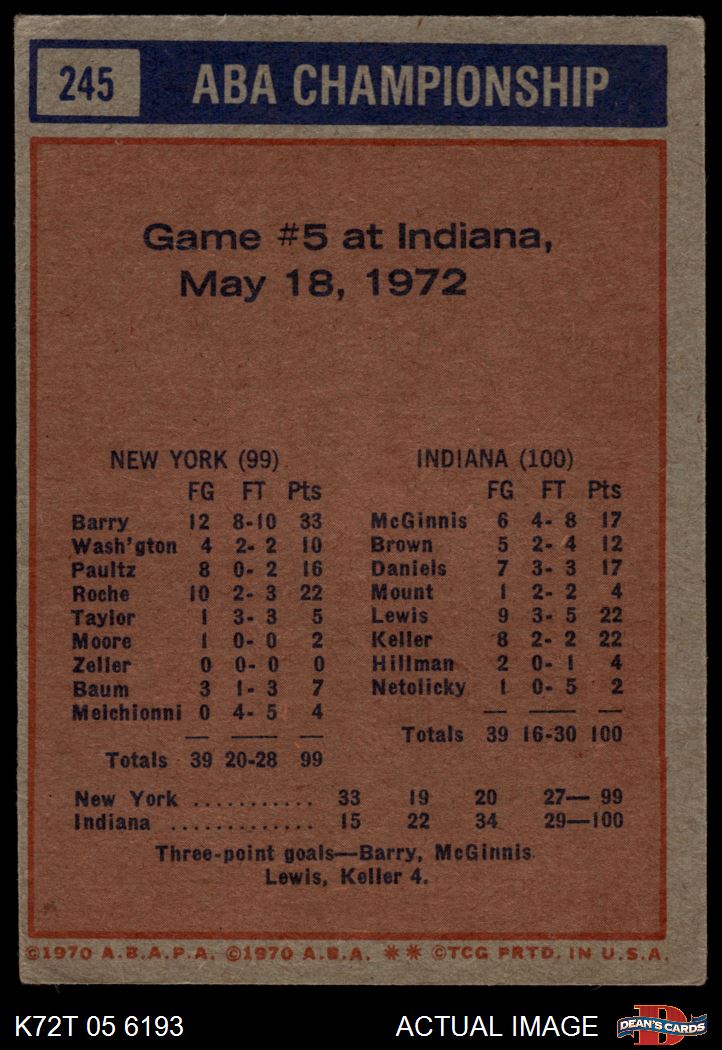 245 ABA CHAMPIONSHIP
Game #5 at Indiana,
May 18, 1972
NEW YORK (99)
FG FT Pts
Barry 12 8-10 33
Wash'gton 4 2- 2 10
Paultz 8 0- 2 16
Roche 10 2- 3 22
Taylor 1 3- 3 5
Moore 1 0- 0 2
Zeller 0 0- 0 0
Baum 3 1- 3 7
Melchionni 0 4- 5 4
Totals 39 20-28 99
INDIANA (100)
FG FT Pts
McGinnis 6 4- 8 17
Brown 5 2- 4 12
Daniels 7 3- 3 17
Mount 1 2- 2 4
Lewis 9 3- 5 22
Keller 8 2- 2 22
Hillman 2 0- 1 4
Netolicky 1 0- 5 2
Totals 39 16-30 100
New York ........... 33 19 20 27— 99
Indiana ............. 15 22 34 29—100
Three-point goals—Barry, McGinnis
Lewis, Keller 4.
©1970 A.B.A.P.A. ©1970 A.B.A. ** ©TCG PRTD. IN U.S.A.
K72T 05 6193 ACTUAL IMAGE D DEAN'S CARDS